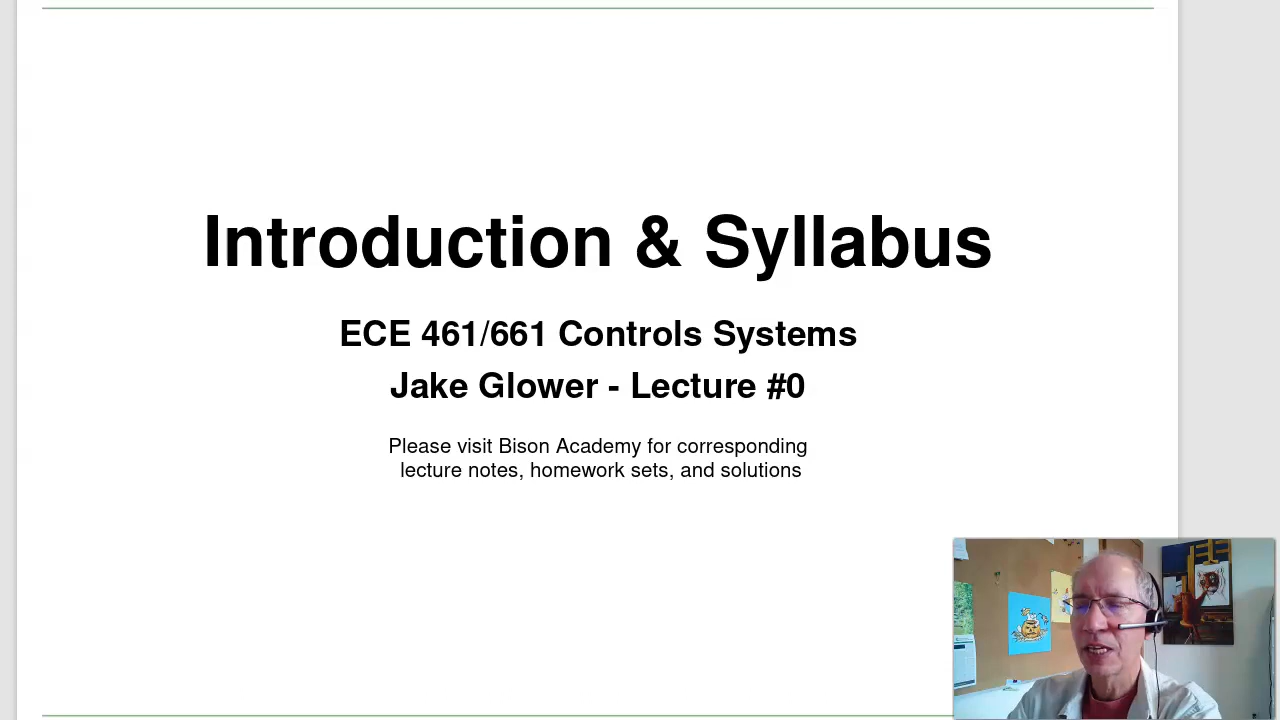 Introduction & Syllabus
ECE 461/661 Controls Systems
Jake Glower - Lecture #0
Please visit Bison Academy for corresponding
lecture notes, homework sets, and solutions